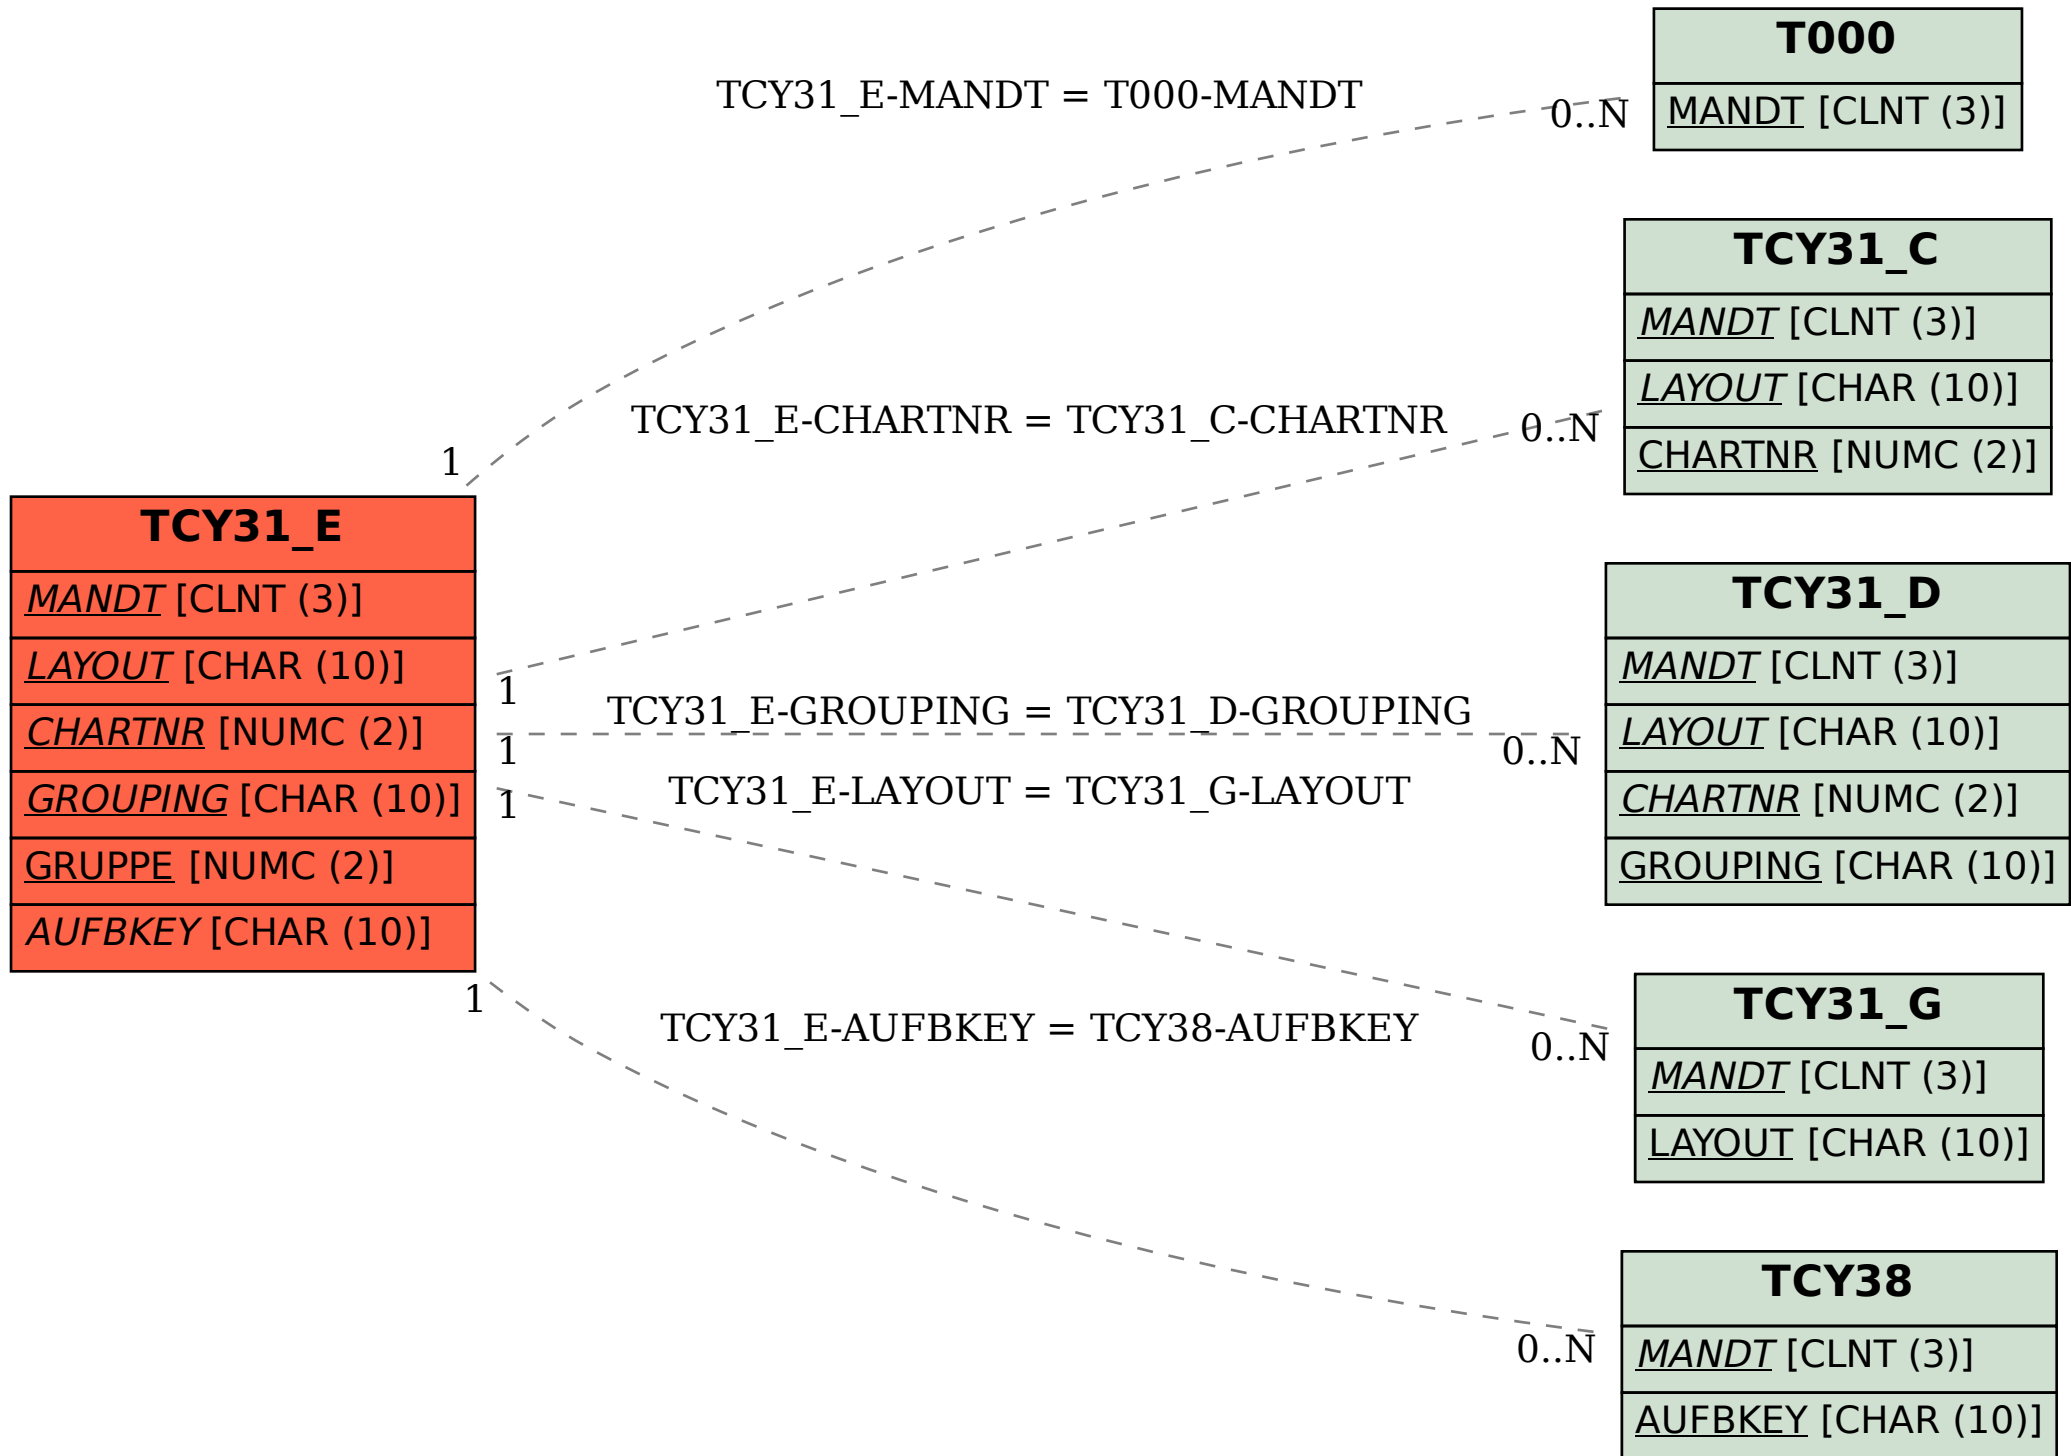 TCY31_E
MANDT [CLNT (3)]
LAYOUT [CHAR (10)]
CHARTNR [NUMC (2)]
GROUPING [CHAR (10)]
GRUPPE [NUMC (2)]
AUFBKEY [CHAR (10)]
1
TCY31_E-MANDT = T000-MANDT
0..N
T000
MANDT [CLNT (3)]
1
TCY31_E-CHARTNR = TCY31_C-CHARTNR
0..N
TCY31_C
MANDT [CLNT (3)]
LAYOUT [CHAR (10)]
CHARTNR [NUMC (2)]
1
TCY31_E-GROUPING = TCY31_D-GROUPING
0..N
TCY31_D
MANDT [CLNT (3)]
LAYOUT [CHAR (10)]
CHARTNR [NUMC (2)]
GROUPING [CHAR (10)]
1
TCY31_E-LAYOUT = TCY31_G-LAYOUT
0..N
TCY31_G
MANDT [CLNT (3)]
LAYOUT [CHAR (10)]
1
TCY31_E-AUFBKEY = TCY38-AUFBKEY
0..N
TCY38
MANDT [CLNT (3)]
AUFBKEY [CHAR (10)]